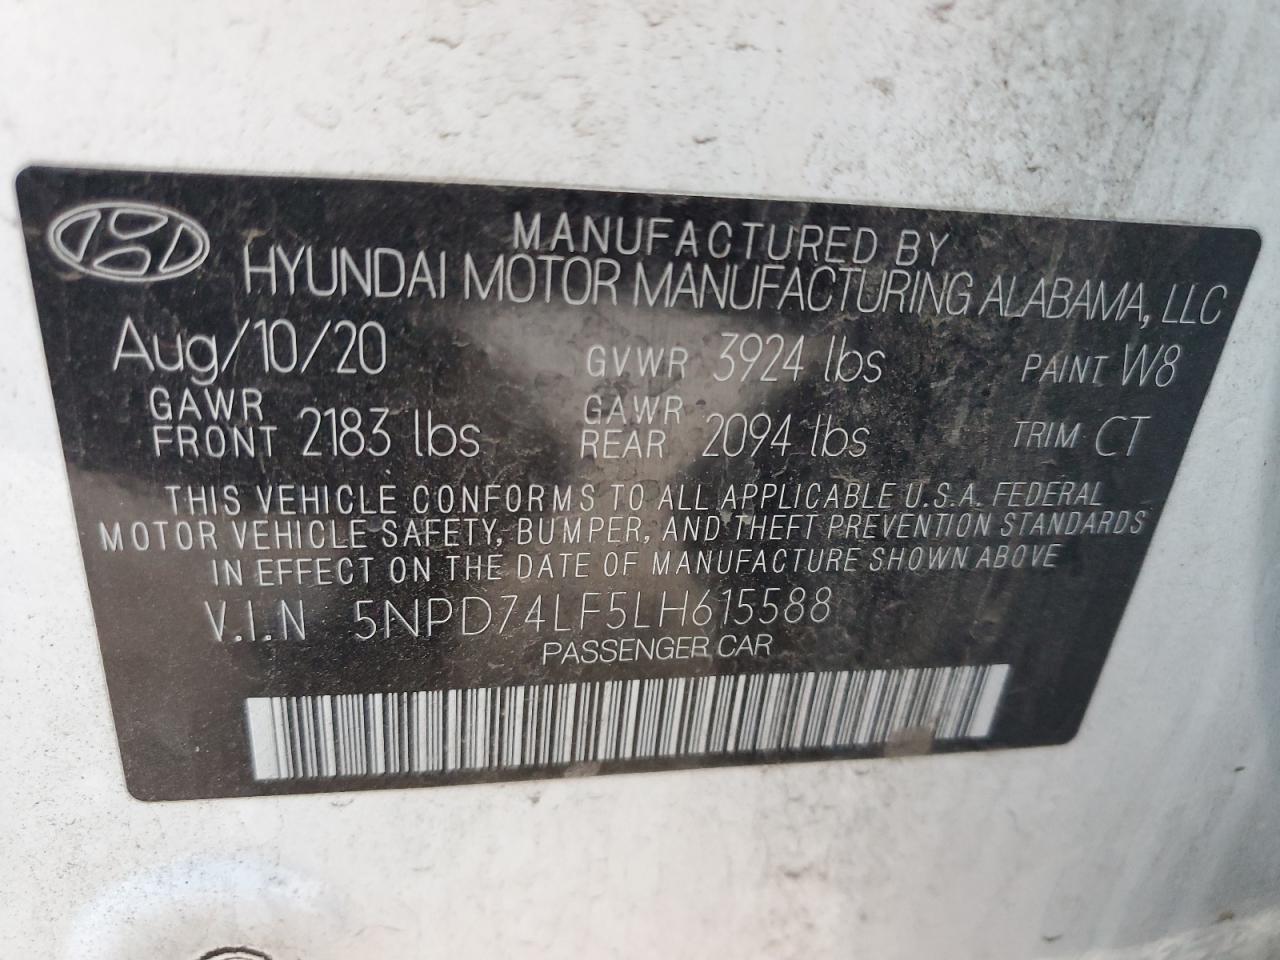 MANUFACTURED BY
HYUNDAI MOTOR MANUFACTURING ALABAMA, LLC
Aug/10/20 GVWR 3924 lbs PAINT W8
GAWR FRONT 2183 lbs GAWR REAR 2094 lbs TRIM CT
THIS VEHICLE CONFORMS TO ALL APPLICABLE U.S.A. FEDERAL
MOTOR VEHICLE SAFETY, BUMPER, AND THEFT PREVENTION STANDARDS
IN EFFECT ON THE DATE OF MANUFACTURE SHOWN ABOVE
V.I.N 5NPD74LF5LH615588
PASSENGER CAR